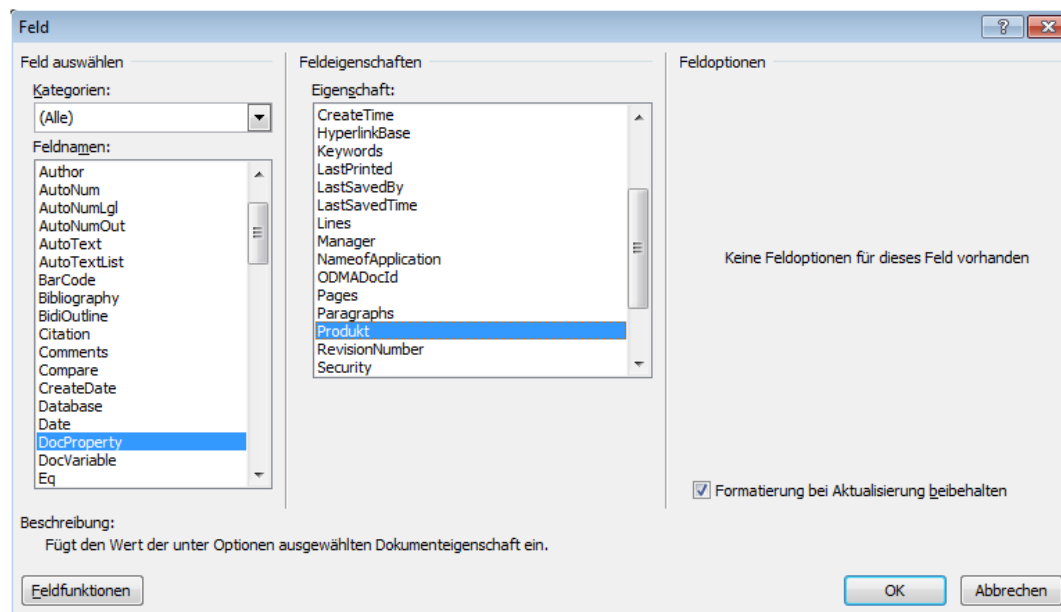 Feld
Feld auswählen
Kategorien:
(Alle)
Feldnamen:
Author
AutoNum
AutoNumLgl
AutoNumOut
AutoText
AutoTextList
BarCode
Bibliography
BidiOutline
Citation
Comments
Compare
CreateDate
Database
Date
DocProperty
DocVariable
Eq
Feldeigenschaften
Eigenschaft:
CreateTime
HyperlinkBase
Keywords
LastPrinted
LastSavedBy
LastSavedTime
Lines
Manager
NameofApplication
ODMADocId
Pages
Paragraphs
Produkt
RevisionNumber
Security
Feldoptionen
Keine Feldoptionen für dieses Feld vorhanden
Formatierung bei Aktualisierung beibehalten
Beschreibung:
Fügt den Wert der unter Optionen ausgewählten Dokumenteigenschaft ein.
Feldfunktionen
OK
Abbrechen